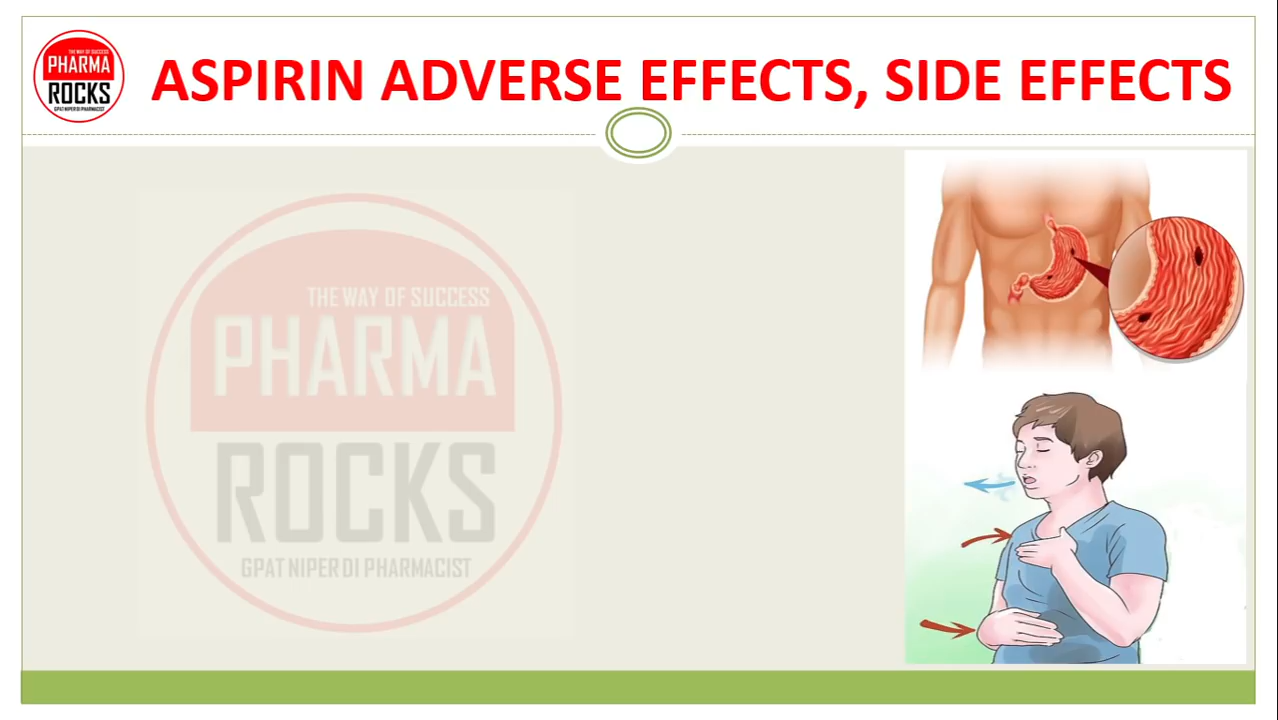 THE WAY OF SUCCESS
PHARMA
ROCKS
GPAT NIPER DI PHARMACIST
ASPIRIN ADVERSE EFFECTS, SIDE EFFECTS
THE WAY OF SUCCESS
PHARMA
ROCKS
GPAT NIPER DI PHARMACIST